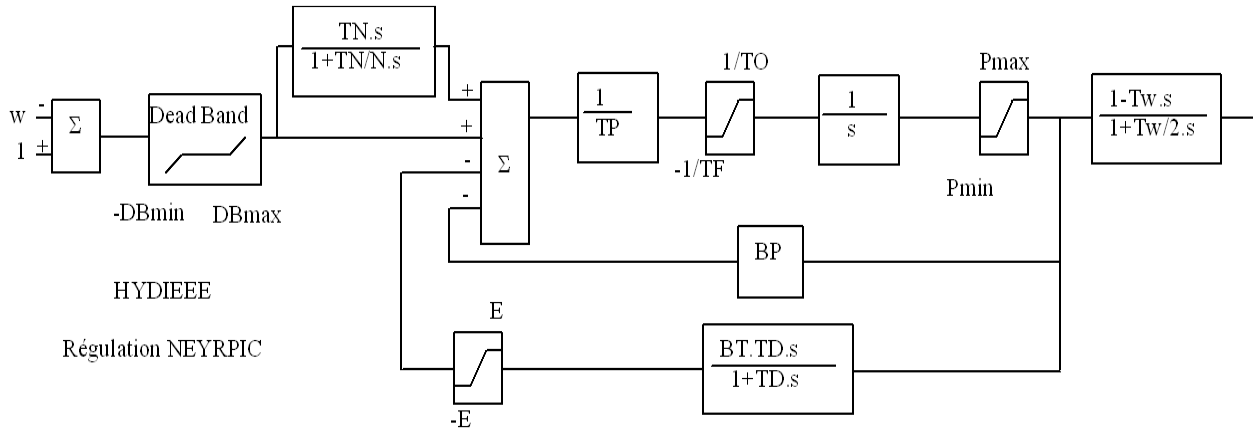 TN.s
1+TN/N.s
w
-
1
+
Σ
Dead Band
-DBmin
DBmax
+
+
-
-
Σ
1
TP
1/TO
-1/TF
1
s
Pmax
Pmin
1-Tw.s
1+Tw/2.s
BP
HYDIEEE
Régulation NEYRPIC
E
-E
BT.TD.s
1+TD.s